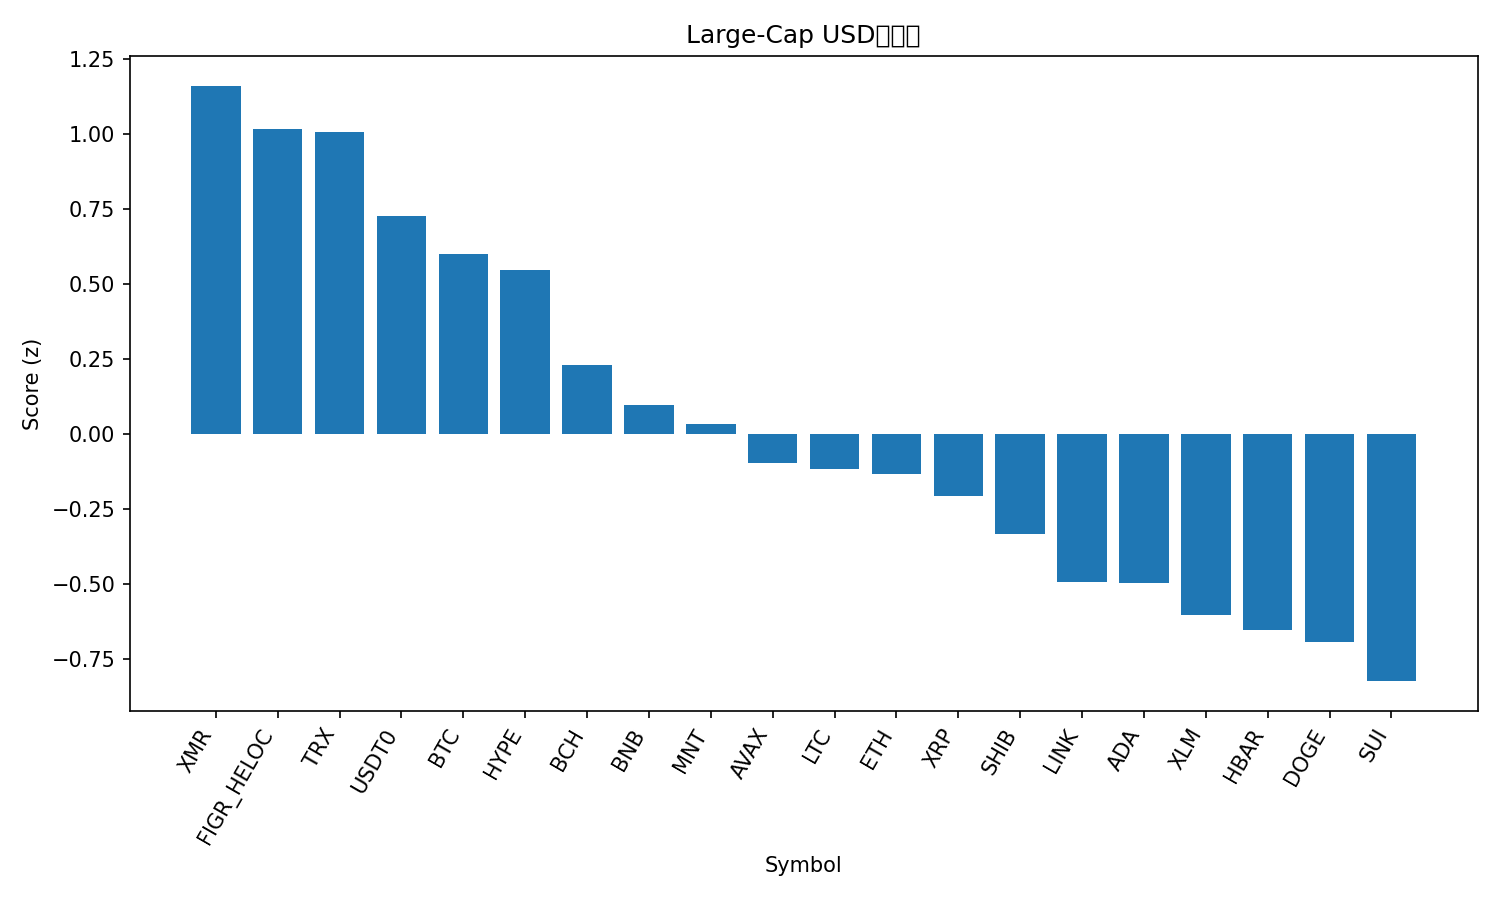 Large-Cap USD
1.25
1.00
0.75
0.50
0.25
0.00
−0.25
−0.50
−0.75
Score (z)
XMR
FIGR_HELOC
TRX
USDT0
BTC
HYPE
BCH
BNB
MNT
AVAX
LTC
ETH
XRP
SHIB
LINK
ADA
XLM
HBAR
DOGE
SUI
Symbol